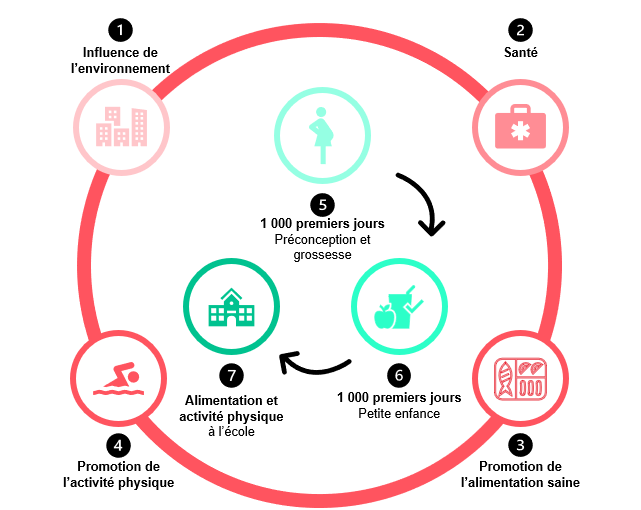 1
Influence de
l'environnement
2
Santé
5
1 000 premiers jours
Préconception et
grossesse
7
Alimentation et
activité physique
à l'école
6
1 000 premiers jours
Petite enfance
4
Promotion de
l'activité physique
3
Promotion de
l'alimentation saine